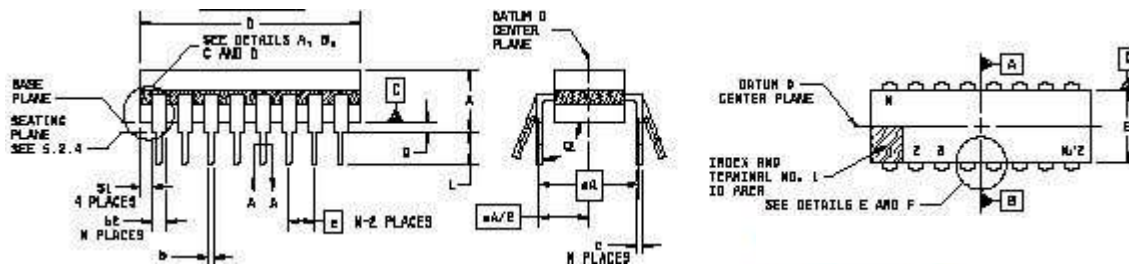 D
SEE DETAILS A, B,
C AND D
BASE
PLANE
SEATING
PLANE
SEE 5.2.4
S1
4 PLACES
b2
N PLACES
b
A A
e N-2 PLACES
C
A
Q
L
DATUM D
CENTER
PLANE
α
eA
eA/2
c
N PLACES
DATUM D
CENTER PLANE
INDEX AND
TERMINAL NO. 1
ID AREA
N
1 2 3 N/2
SEE DETAILS E AND F
A
B
D
E